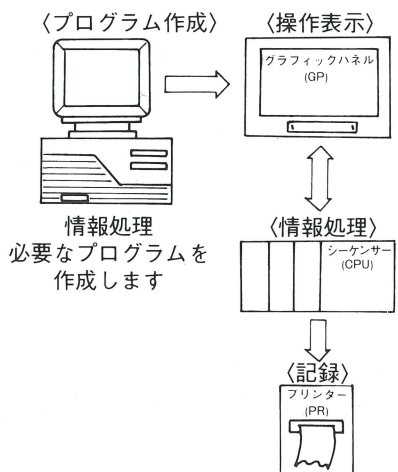 〈プログラム作成〉
情報処理
必要なプログラムを
作成します
〈操作表示〉
グラフィックパネル
(GP)
〈情報処理〉
シーケンサー
(CPU)
〈記録〉
プリンター
(PR)